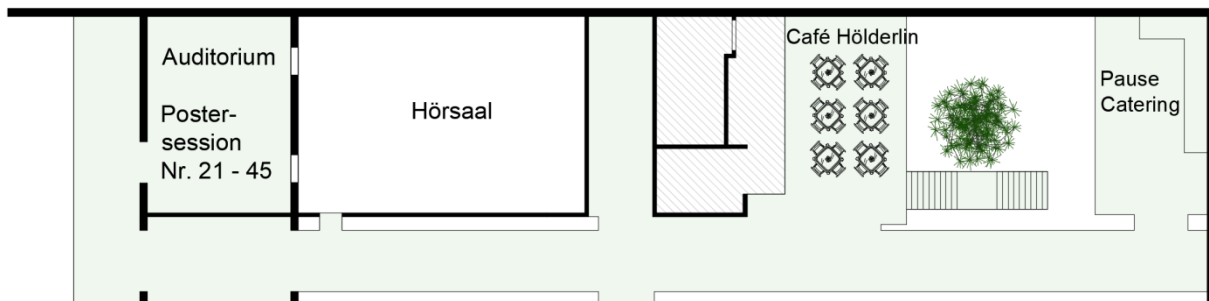 Auditorium
Poster-
session
Nr. 21 - 45
Hörsaal
Café Hölderlin
Pause
Catering